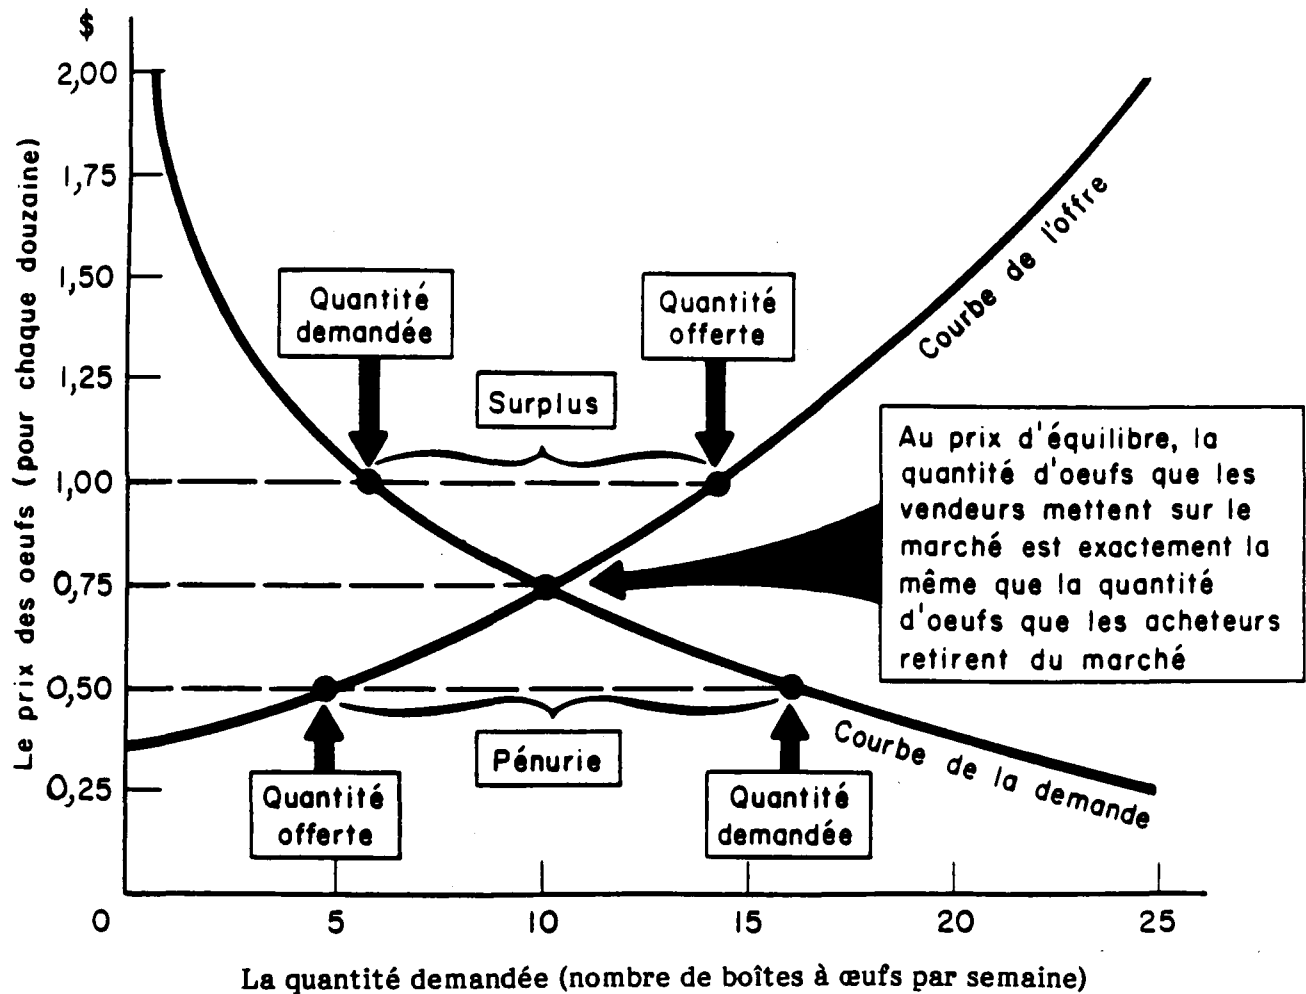 $
2,00
1,75
1,50
1,25
1,00
0,75
0,50
0,25
0
5
10
15
20
25
Le prix des oeufs (pour chaque douzaine)
Quantité
demandée
Quantité
offerte
Surplus
Courbe de l'offre
Au prix d'équilibre, la
quantité d'oeufs que les
vendeurs mettent sur le
marché est exactement la
même que la quantité
d'oeufs que les acheteurs
retirent du marché
Pénurie
Quantité
offerte
Quantité
demandée
Courbe de la demande
La quantité demandée (nombre de boîtes à œufs par semaine)